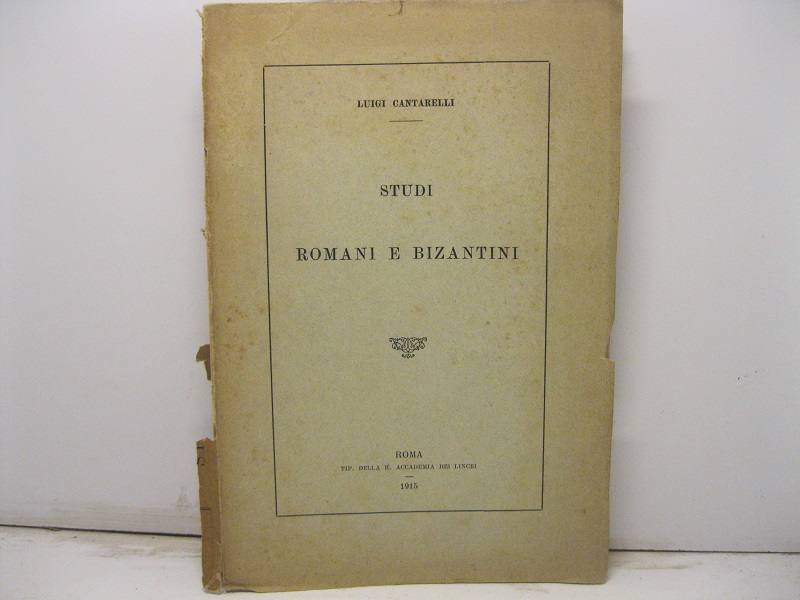 LUIGI CANTARELLI
STUDI
ROMANI E BIZANTINI
ROMA
TIP. DELLA R. ACCADEMIA DEI LINCEI
1915